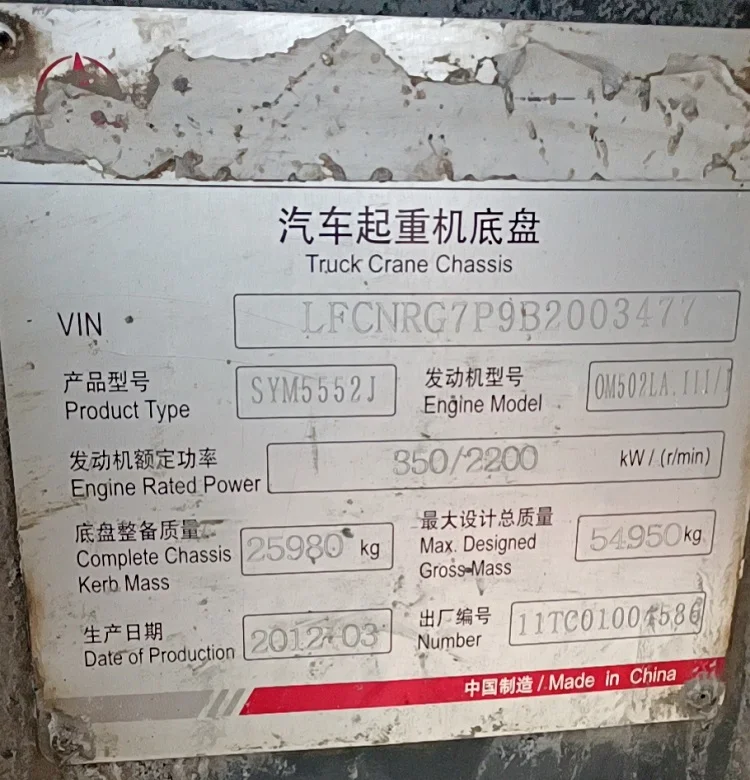 汽车起重机底盘
Truck Crane Chassis
VIN LFCNRG7P9B2003477
产品型号
Product Type SYM5552J
发动机型号
Engine Model OM502LA.III/1
发动机额定功率
Engine Rated Power 350/2200 kW/(r/min)
底盘整备质量
Complete Chassis
Kerb Mass 25980 kg
最大设计总质量
Max. Designed
Gross Mass 54950 kg
生产日期
Date of Production 2012-03
出厂编号
Number 11TC01004586
中国制造/Made in China